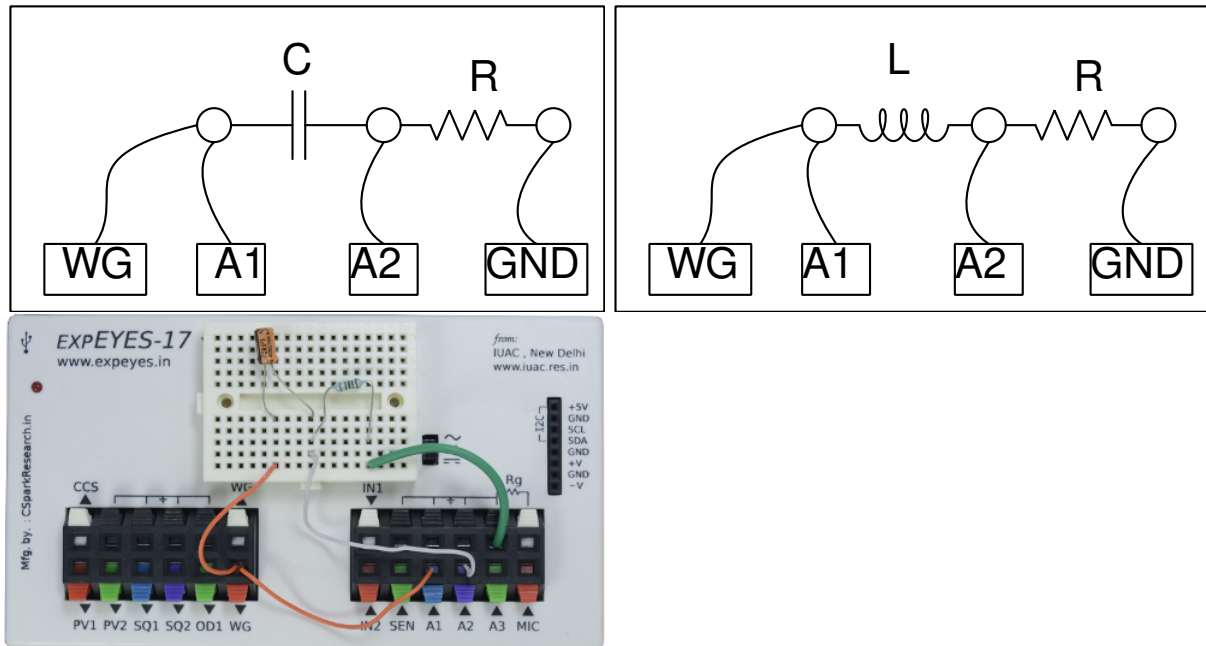 C
R
WG
A1
A2
GND
L
R
WG
A1
A2
GND
EXPEYES-17
www.expeyes.in
from:
IUAC , New Delhi
www.iuac.res.in
I2C
+5V
GND
SCL
SDA
GND
+V
GND
-V
Mfg. by. : CSparkResearch.in
CCS
WG
IN1
Rg
PV1 PV2 SQ1 SQ2 OD1 WG
IN2 SEN A1 A2 A3 MIC